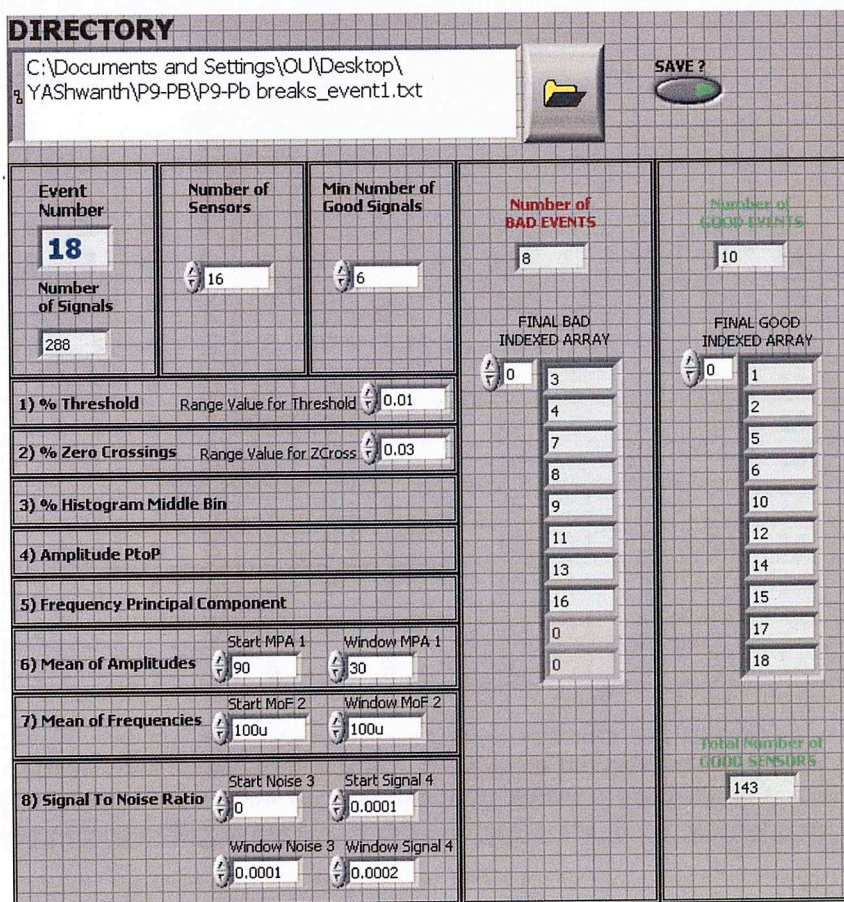 DIRECTORY
C:\Documents and Settings\OU\Desktop\
YAShwanth\P9-PB\P9-Pb breaks_event1.txt
SAVE ?
Event
Number
18
Number
of Signals
288
Number of
Sensors
16
Min Number of
Good Signals
6
Number of
BAD EVENTS
8
FINAL BAD
INDEXED ARRAY
0
3
4
7
8
9
11
13
16
0
0
Number of
GOOD EVENTS
10
FINAL GOOD
INDEXED ARRAY
0
1
2
5
6
10
12
14
15
17
18
Total Number of
GOOD SENSORS
143
1) % Threshold Range Value for Threshold 0.01
2) % Zero Crossings Range Value for ZCross 0.03
3) % Histogram Middle Bin
4) Amplitude PtoP
5) Frequency Principal Component
6) Mean of Amplitudes
Start MPA 1 Window MPA 1
90 30
7) Mean of Frequencies
Start MoF 2 Window MoF 2
100u 100u
8) Signal To Noise Ratio
Start Noise 3 Start Signal 4
0 0.0001
Window Noise 3 Window Signal 4
0.0001 0.0002